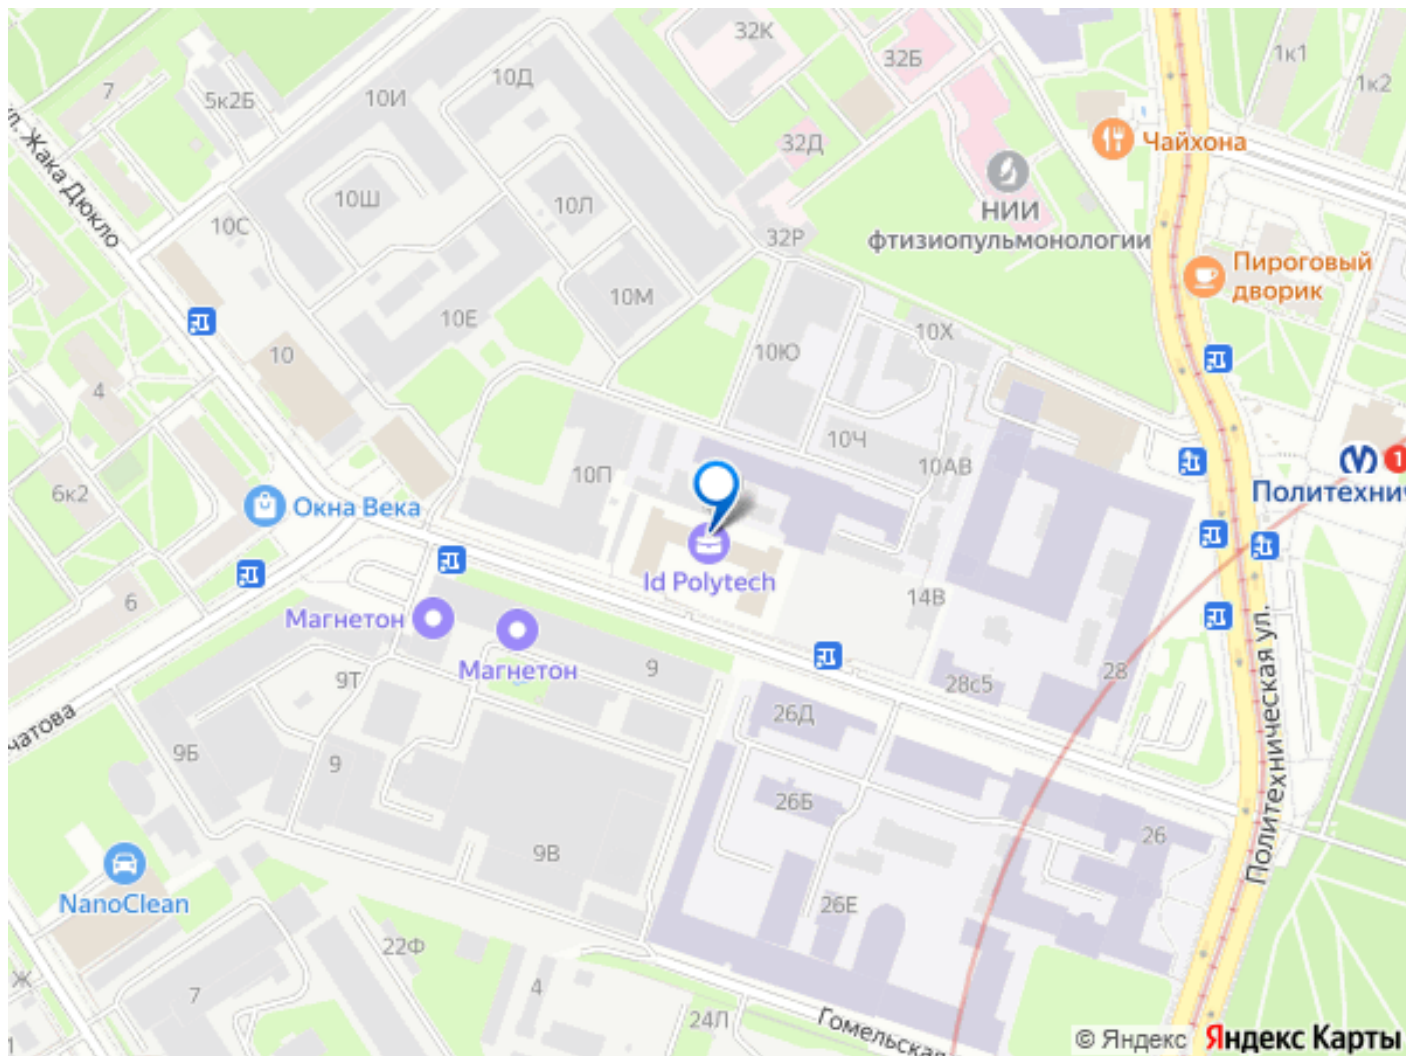 32К
1к1
32Б
1к2
10Д
7
5к2Б
10И
Чайхона
32Д
ул. Жака Дюкло
10Ш
10Л
НИИ
фтизиопульмонологии
10С
32Р
Пироговый
дворик
10М
10Е
10Х
10
10Ю
4
10Ч
10АВ
10П
1
Политехнич
6к2
Окна Века
Id Polytech
14В
6
Магнетон
Магнетон
9
9Т
28с5
28
Политехническая ул.
чатова
26Д
9Б
9
26Б
26
9В
NanoClean
26Е
22Ф
Ж
7
4
24Л
Гомельская
1
© Яндекс Яндекс Карты